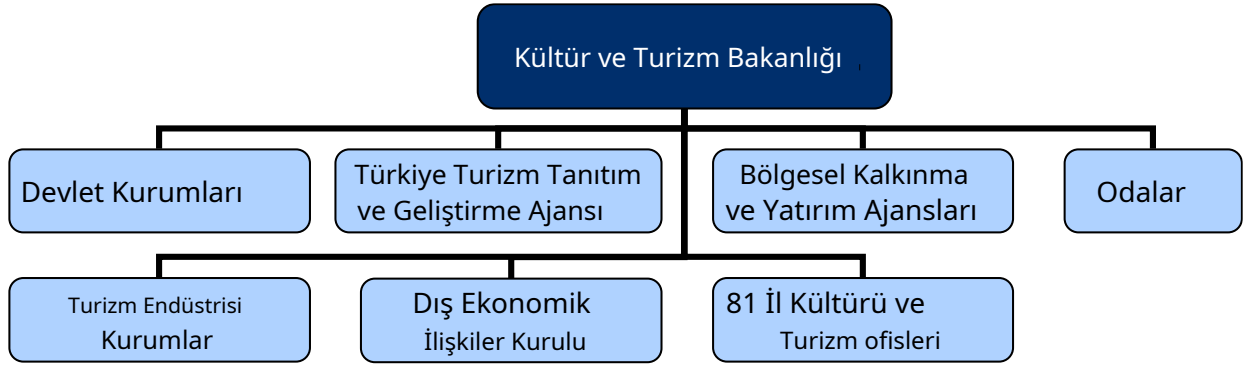 Kültür ve Turizm Bakanlığı
Devlet Kurumları
Türkiye Turizm Tanıtım
ve Geliştirme Ajansı
Bölgesel Kalkınma
ve Yatırım Ajansları
Odalar
Turizm Endüstrisi
Kurumlar
Dış Ekonomik
İlişkiler Kurulu
81 İl Kültürü ve
Turizm ofisleri